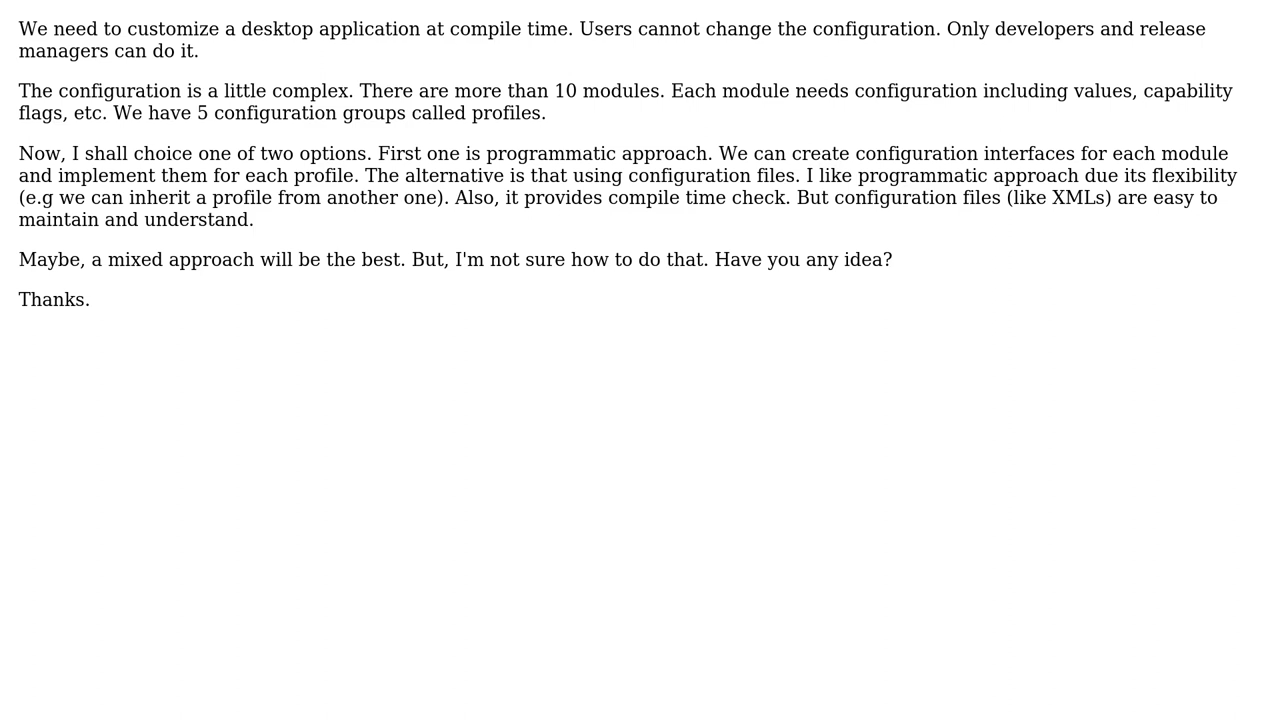 We need to customize a desktop application at compile time. Users cannot change the configuration. Only developers and release
managers can do it.
The configuration is a little complex. There are more than 10 modules. Each module needs configuration including values, capability
flags, etc. We have 5 configuration groups called profiles.
Now, I shall choice one of two options. First one is programmatic approach. We can create configuration interfaces for each module
and implement them for each profile. The alternative is that using configuration files. I like programmatic approach due its flexibility
(e.g we can inherit a profile from another one). Also, it provides compile time check. But configuration files (like XMLs) are easy to
maintain and understand.
Maybe, a mixed approach will be the best. But, I'm not sure how to do that. Have you any idea?
Thanks.